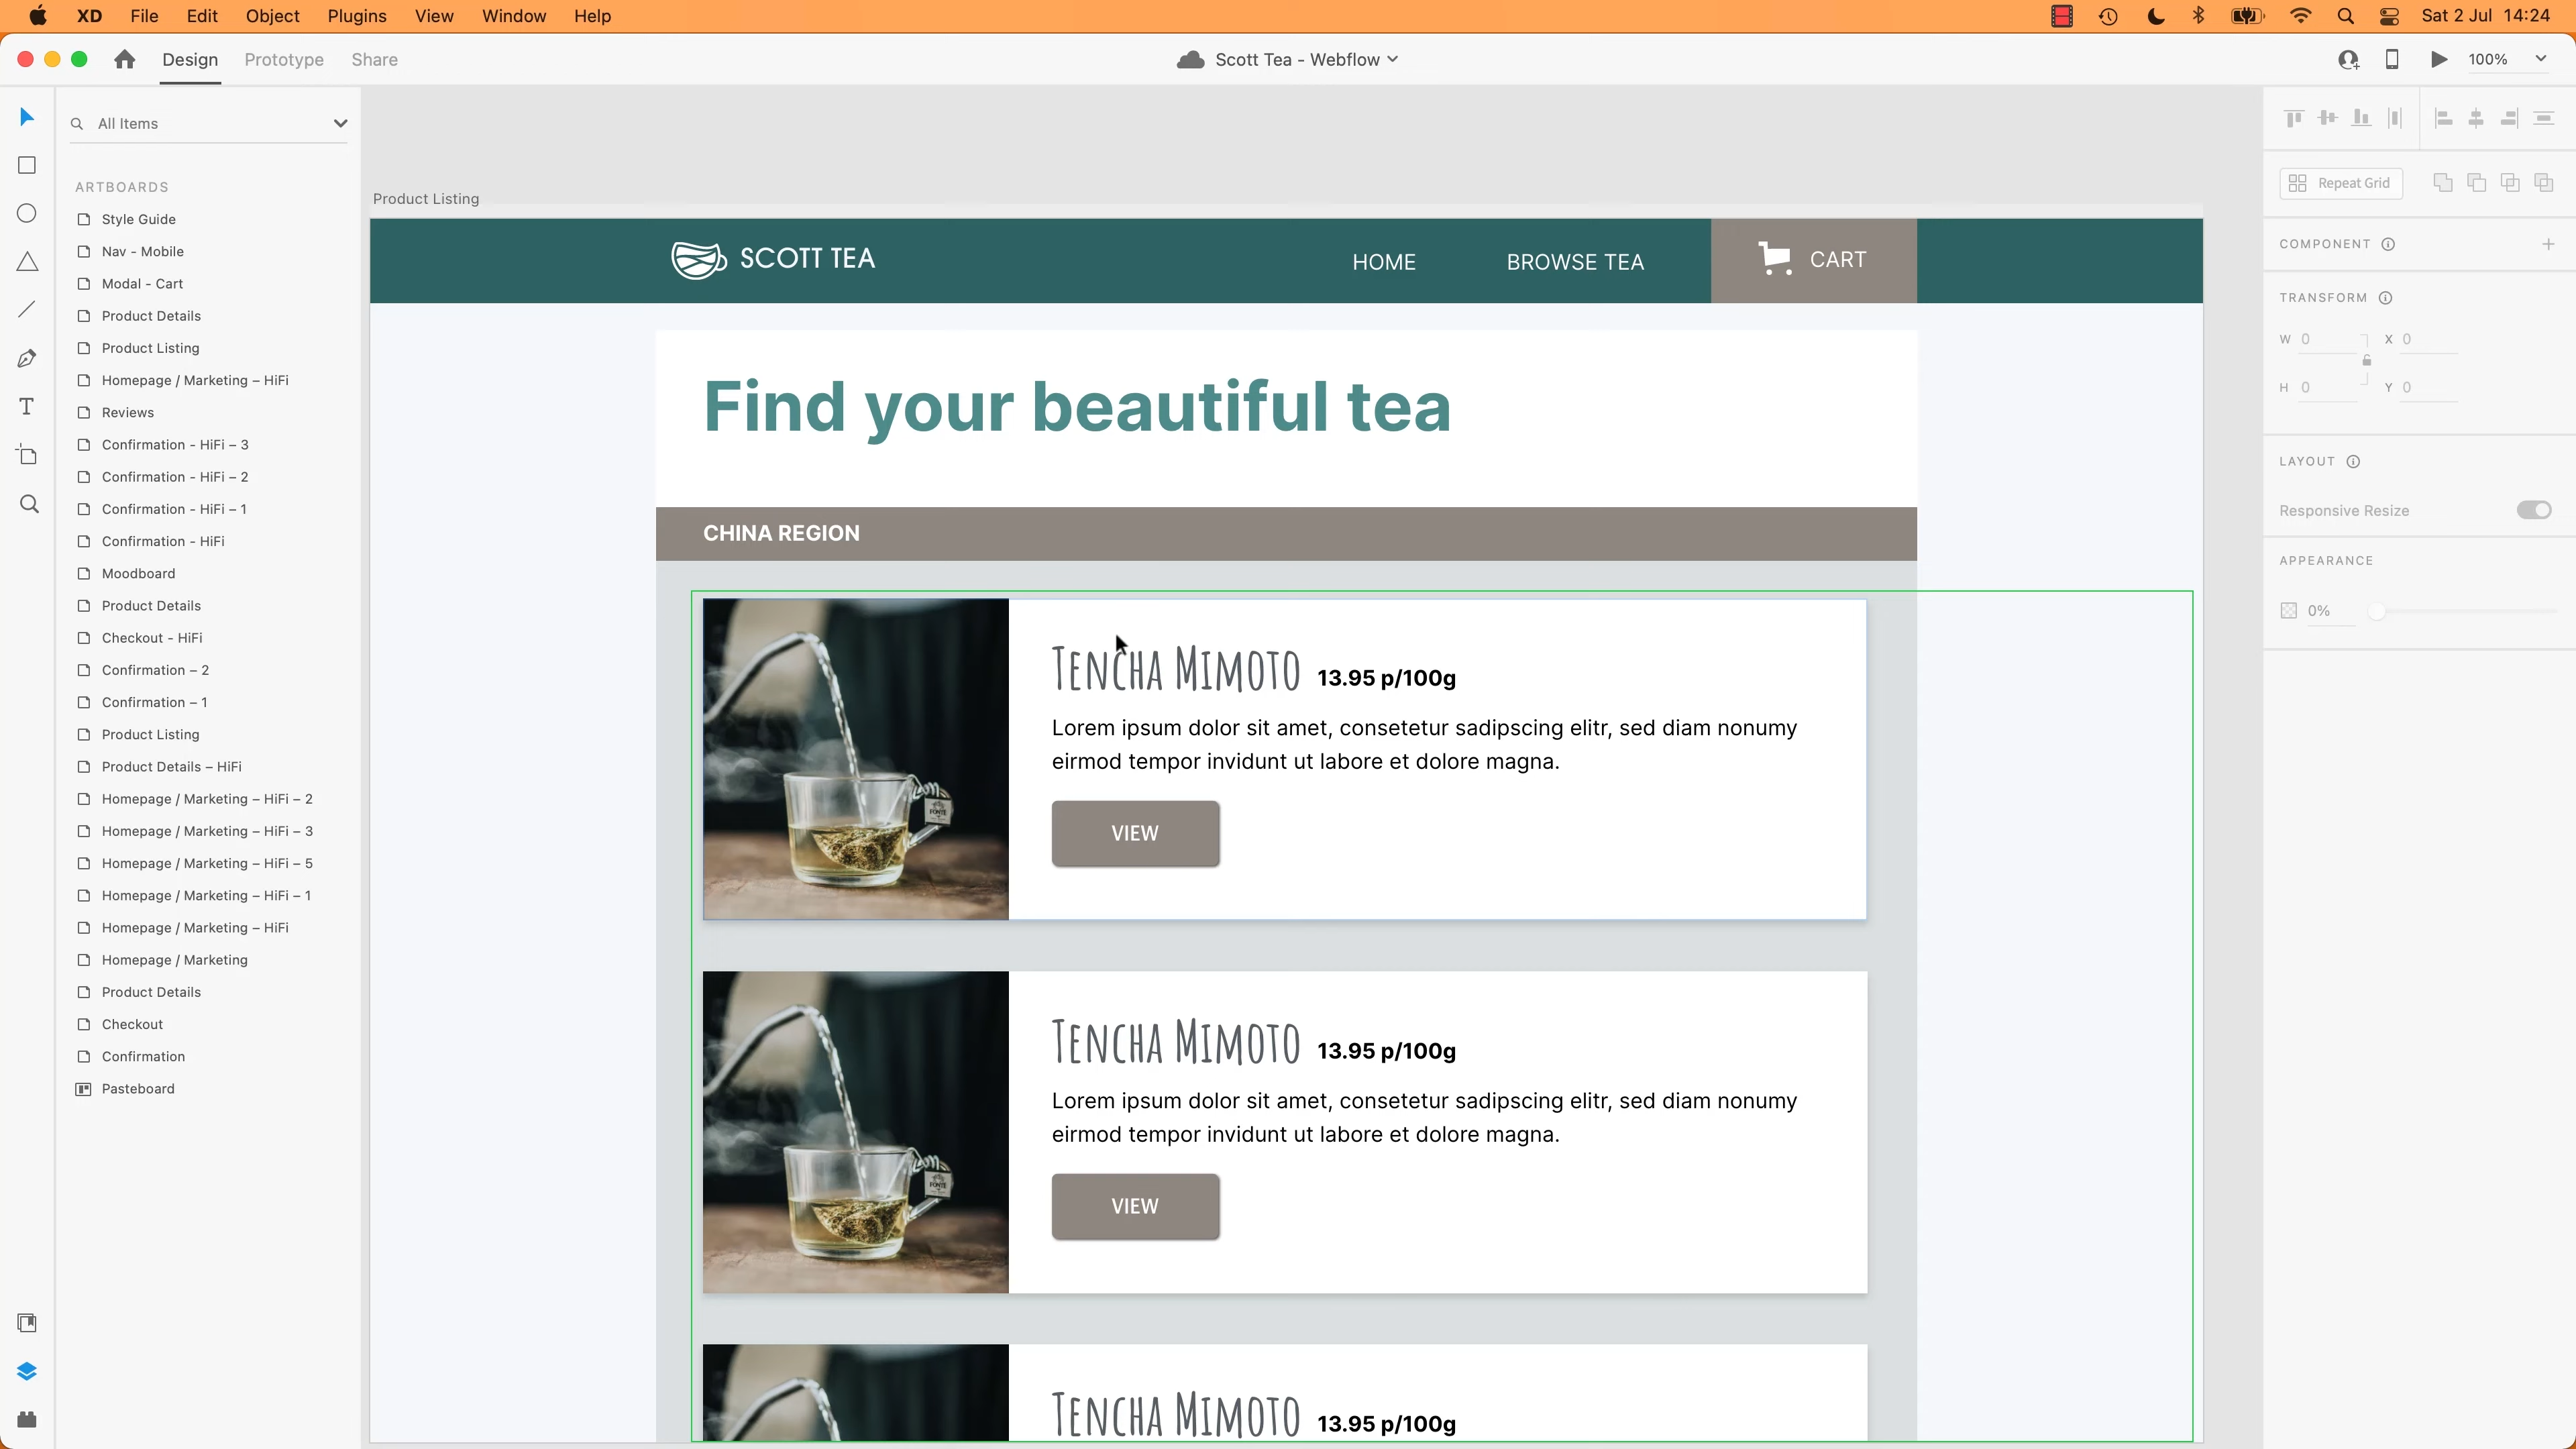 XD File Edit Object Plugins View Window Help Sat 2 Jul 14:24
Design Prototype Share Scott Tea - Webflow 100%
All Items
ARTBOARDS
Style Guide
Nav - Mobile
Modal - Cart
Product Details
Product Listing
Homepage / Marketing – HiFi
Reviews
Confirmation - HiFi – 3
Confirmation - HiFi – 2
Confirmation - HiFi – 1
Confirmation - HiFi
Moodboard
Product Details
Checkout - HiFi
Confirmation – 2
Confirmation – 1
Product Listing
Product Details – HiFi
Homepage / Marketing – HiFi – 2
Homepage / Marketing – HiFi – 3
Homepage / Marketing – HiFi – 5
Homepage / Marketing – HiFi – 1
Homepage / Marketing – HiFi
Homepage / Marketing
Product Details
Checkout
Confirmation
Pasteboard
Product Listing
SCOTT TEA HOME BROWSE TEA CART
Find your beautiful tea
CHINA REGION
TENCHA MIMOTO 13.95 p/100g
Lorem ipsum dolor sit amet, consetetur sadipscing elitr, sed diam nonumy
eirmod tempor invidunt ut labore et dolore magna.
VIEW
FONTE
TENCHA MIMOTO 13.95 p/100g
Lorem ipsum dolor sit amet, consetetur sadipscing elitr, sed diam nonumy
eirmod tempor invidunt ut labore et dolore magna.
VIEW
FONTE
TENCHA MIMOTO 13.95 p/100g
Repeat Grid
COMPONENT
TRANSFORM
W 0 X 0
H 0 Y 0
LAYOUT
Responsive Resize
APPEARANCE
0%